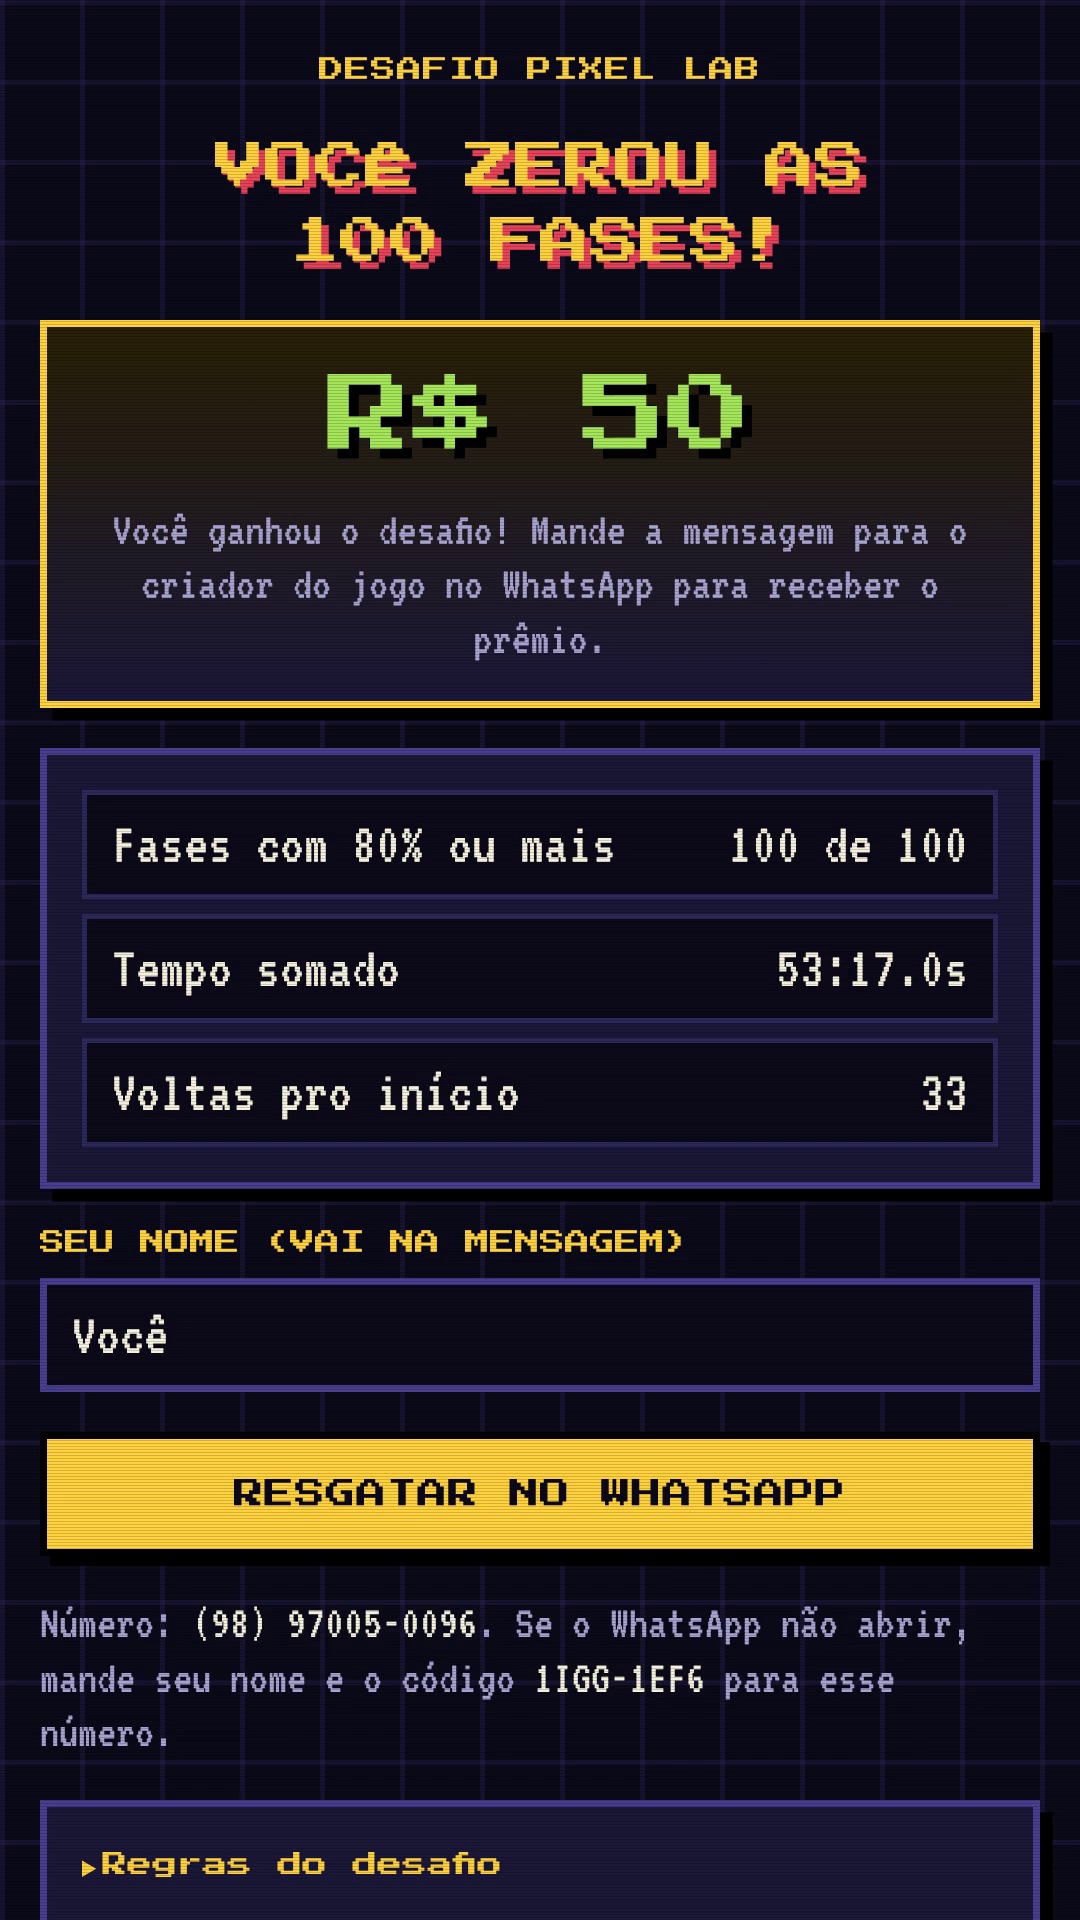 DESAFIO PIXEL LAB
VOCê ZEROU AS
100 FASES!
R$ 50
Você ganhou o desafio! Mande a mensagem para o
criador do jogo no WhatsApp para receber o
prêmio.
Fases com 80% ou mais 100 de 100
Tempo somado 53:17.0s
Voltas pro início 33
SEU NOME (VAI NA MENSAGEM)
Você
RESGATAR NO WHATSAPP
Número: (98) 97005-0096. Se o WhatsApp não abrir,
mande seu nome e o código 1IGG-1EF6 para esse
número.
▸Regras do desafio